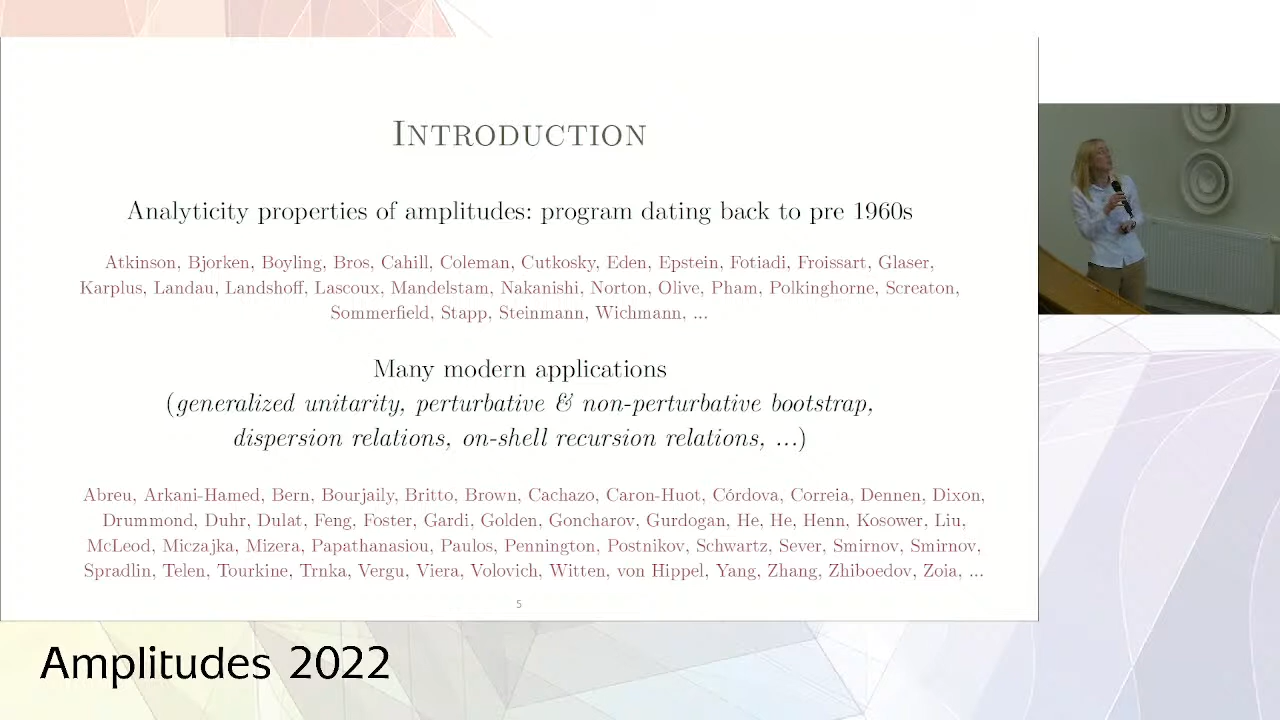 INTRODUCTION
Analyticity properties of amplitudes: program dating back to pre 1960s
Atkinson, Bjorken, Boyling, Bros, Cahill, Coleman, Cutkosky, Eden, Epstein, Fotiadi, Froissart, Glaser,
Karplus, Landau, Landshoff, Lascoux, Mandelstam, Nakanishi, Norton, Olive, Pham, Polkinghorne, Screaton,
Sommerfield, Stapp, Steinmann, Wichmann, ...
Many modern applications
(generalized unitarity, perturbative & non-perturbative bootstrap,
dispersion relations, on-shell recursion relations, ...)
Abreu, Arkani-Hamed, Bern, Bourjaily, Britto, Brown, Cachazo, Caron-Huot, Córdova, Correia, Dennen, Dixon,
Drummond, Duhr, Dulat, Feng, Foster, Gardi, Golden, Goncharov, Gurdogan, He, He, Henn, Kosower, Liu,
McLeod, Miczajka, Mizera, Papathanasiou, Paulos, Pennington, Postnikov, Schwartz, Sever, Smirnov, Smirnov,
Spradlin, Telen, Tourkine, Trnka, Vergu, Viera, Volovich, Witten, von Hippel, Yang, Zhang, Zhiboedov, Zoia, ...
5
Amplitudes 2022